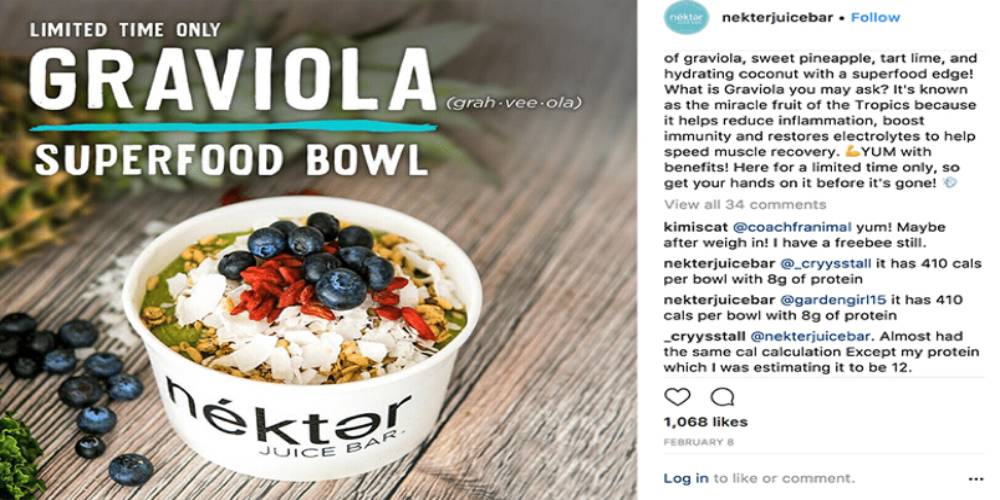 LIMITED TIME ONLY
GRAVIOLA
(grah·vee·ola)
SUPERFOOD BOWL
néktər
JUICE BAR
néktər
nekterjuicebar • Follow
of graviola, sweet pineapple, tart lime, and
hydrating coconut with a superfood edge!
What is Graviola you may ask? It's known
as the miracle fruit of the Tropics because
it helps reduce inflammation, boost
immunity and restores electrolytes to help
speed muscle recovery. 💪YUM with
benefits! Here for a limited time only, so
get your hands on it before it's gone! 💨
View all 34 comments
kimiscat @coachfranimal yum! Maybe
after weigh in! I have a freebee still.
nekterjuicebar @_cryysstall it has 410 cals
per bowl with 8g of protein
nekterjuicebar @gardengirl15 it has 410
cals per bowl with 8g of protein
_cryysstall @nekterjuicebar. Almost had
the same cal calculation Except my protein
which I was estimating it to be 12.
1,068 likes
FEBRUARY 8
Log in to like or comment.